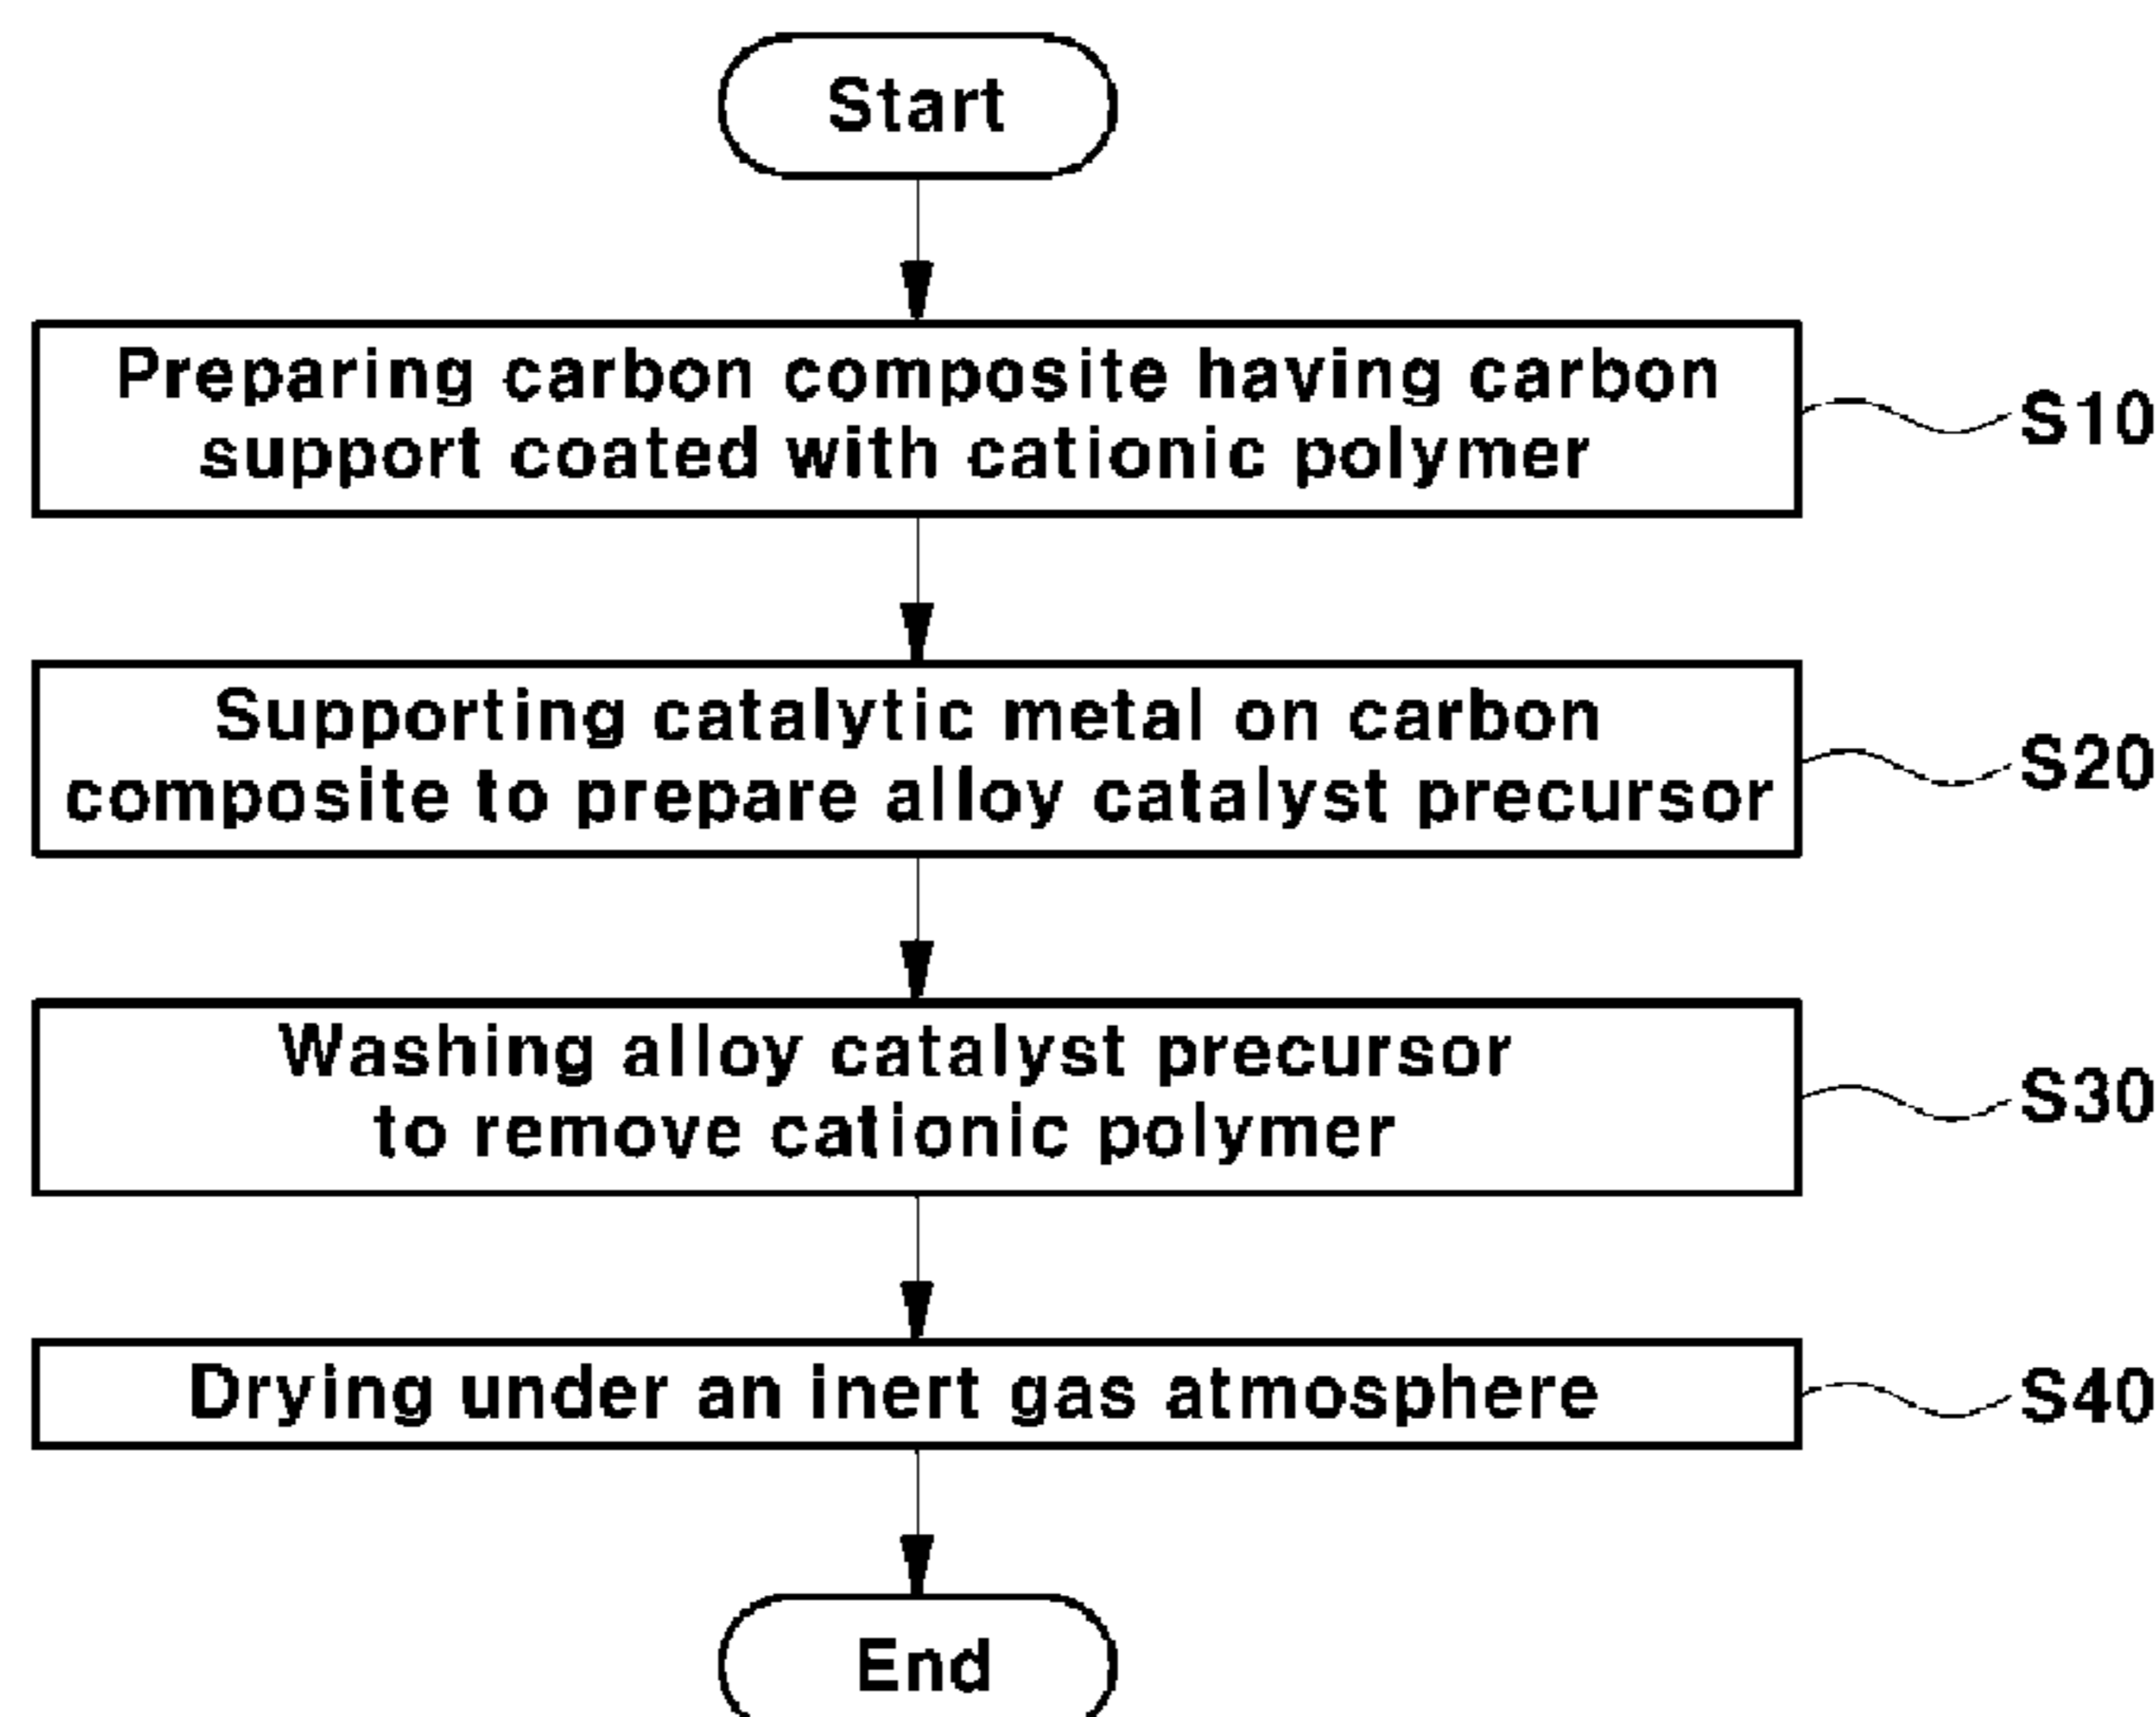 Start
Preparing carbon composite having carbon
support coated with cationic polymer
S10
Supporting catalytic metal on carbon
composite to prepare alloy catalyst precursor
S20
Washing alloy catalyst precursor
to remove cationic polymer
S30
Drying under an inert gas atmosphere
S40
End